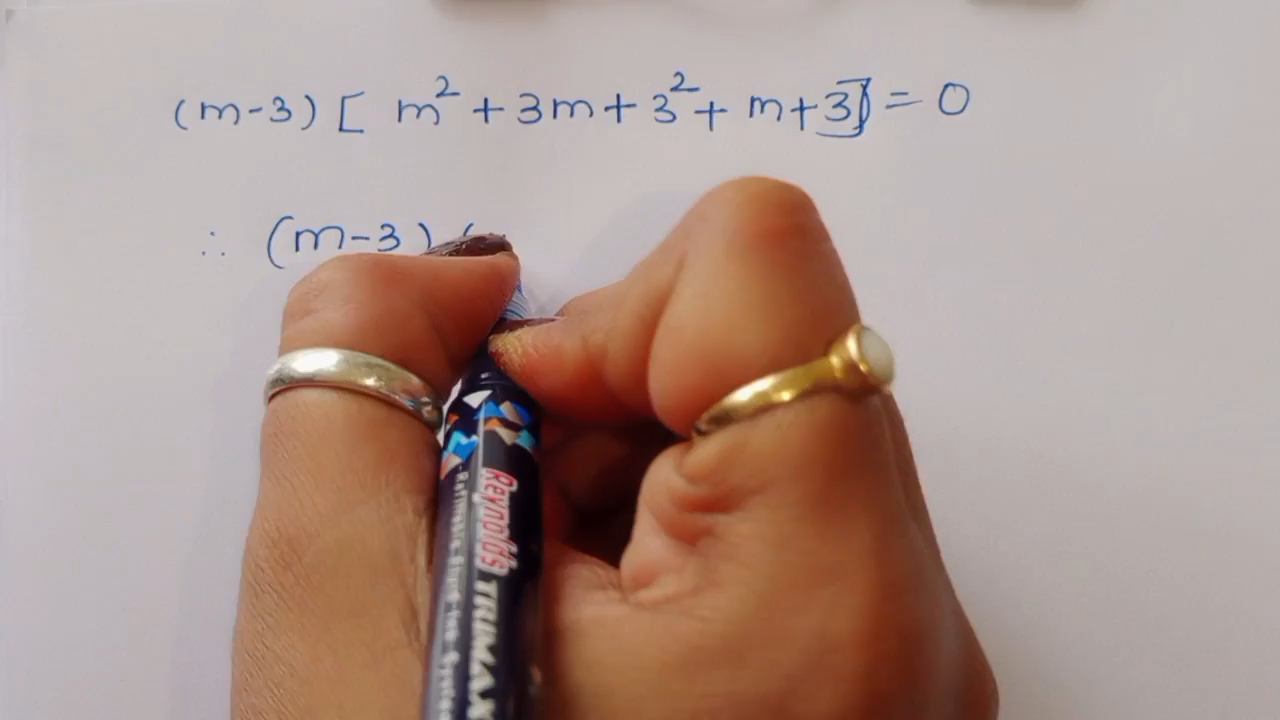 (m-3) [ m² + 3m + 3² + m + 3] = 0
∴ (m-3) (
Reynolds TRIMAX